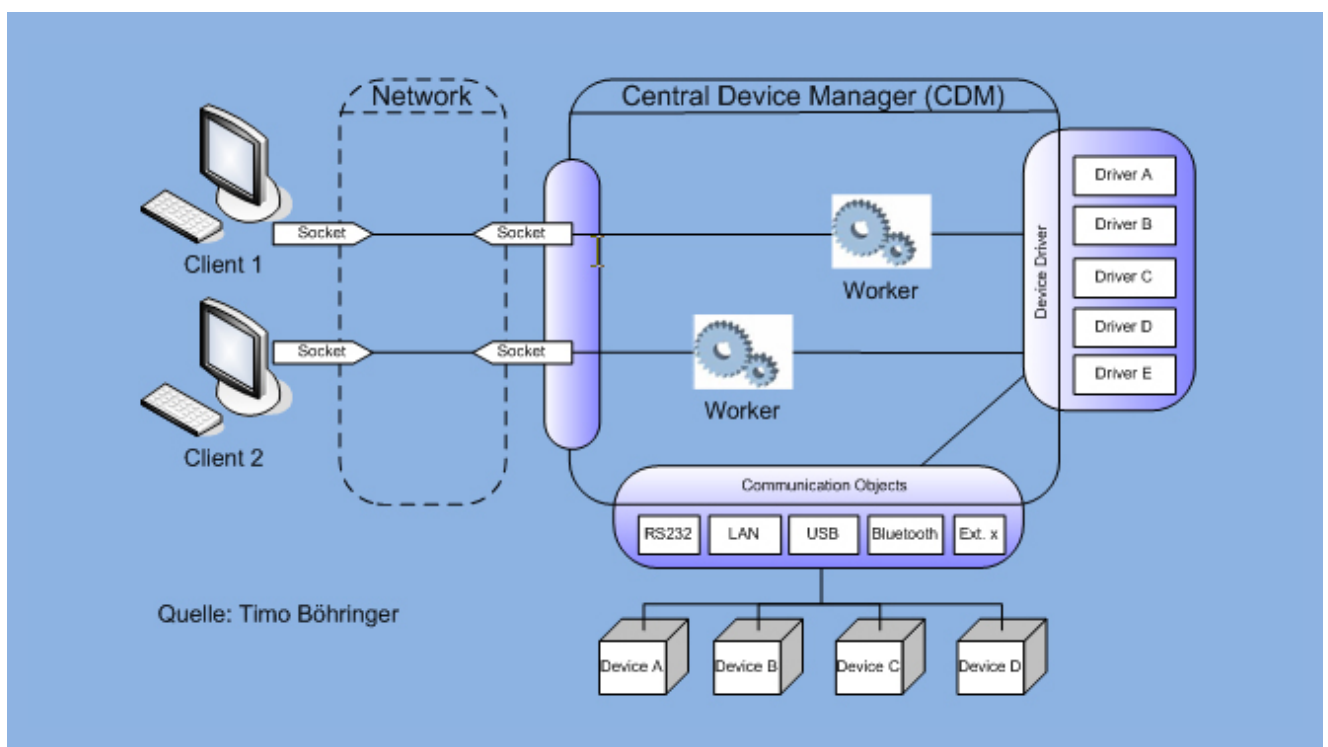 Network
Central Device Manager (CDM)
Driver A
Driver B
Driver C
Driver D
Driver E
Device Driver
Socket
Socket
Client 1
Worker
Socket
Socket
Worker
Client 2
Communication Objects
RS232
LAN
USB
Bluetooth
Ext. x
Quelle: Timo Böhringer
Device A
Device B
Device C
Device D